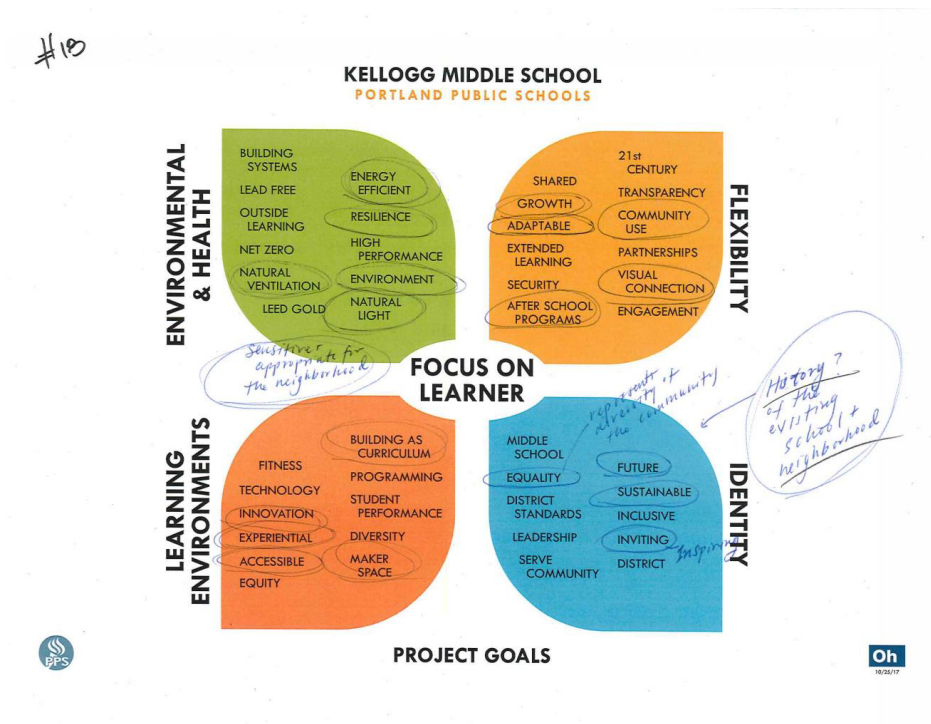 #18
KELLOGG MIDDLE SCHOOL
PORTLAND PUBLIC SCHOOLS
ENVIRONMENTAL
& HEALTH
BUILDING
SYSTEMS
LEAD FREE
OUTSIDE
LEARNING
NET ZERO
NATURAL
VENTILATION
LEED GOLD
ENERGY
EFFICIENT
RESILIENCE
HIGH
PERFORMANCE
ENVIRONMENT
NATURAL
LIGHT
SHARED
GROWTH
ADAPTABLE
EXTENDED
LEARNING
SECURITY
AFTER SCHOOL
PROGRAMS
21st
CENTURY
TRANSPARENCY
COMMUNITY
USE
PARTNERSHIPS
VISUAL
CONNECTION
ENGAGEMENT
FLEXIBILITY
Sensitive +
appropriate for
the neighborhood
FOCUS ON
LEARNER
represents
diversity of
the community
History?
of the
existing
school +
neighborhood
LEARNING
ENVIRONMENTS
FITNESS
TECHNOLOGY
INNOVATION
EXPERIENTIAL
ACCESSIBLE
EQUITY
BUILDING AS
CURRICULUM
PROGRAMMING
STUDENT
PERFORMANCE
DIVERSITY
MAKER
SPACE
MIDDLE
SCHOOL
EQUALITY
DISTRICT
STANDARDS
LEADERSHIP
SERVE
COMMUNITY
FUTURE
SUSTAINABLE
INCLUSIVE
INVITING
Inspiring
DISTRICT
IDENTITY
PROJECT GOALS
PPS
Oh
10/25/17